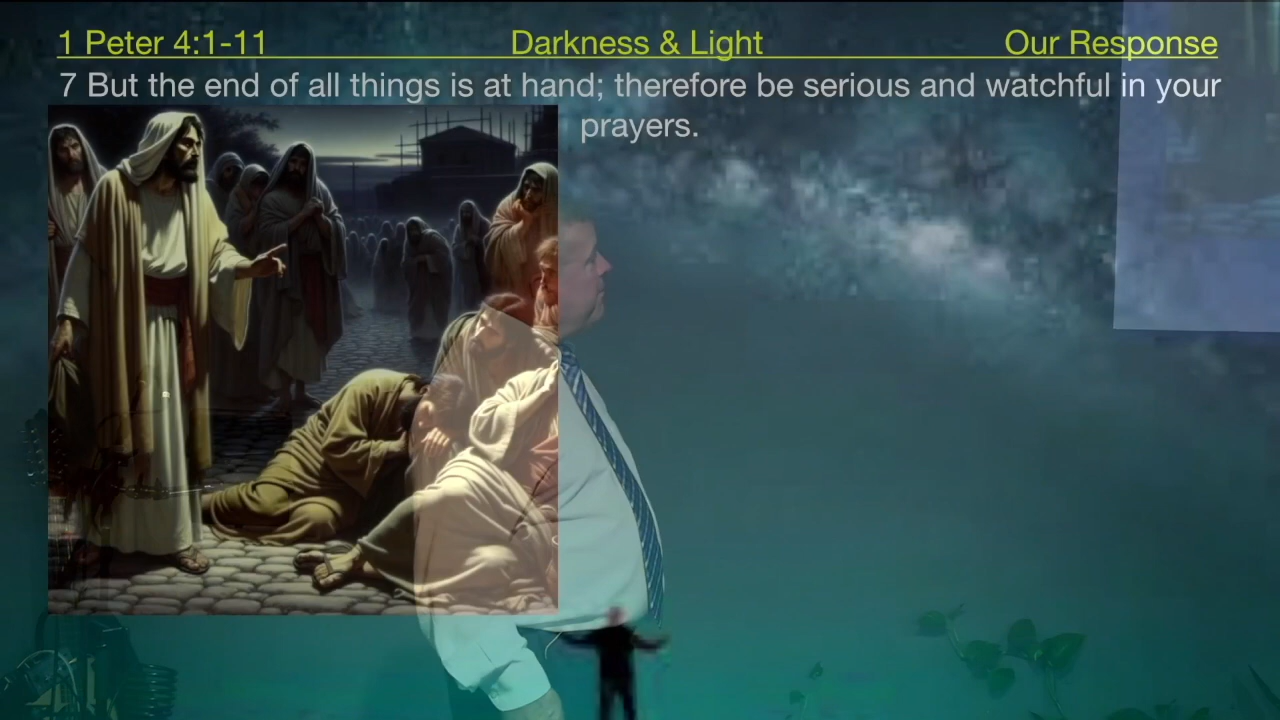 1 Peter 4:1-11 Darkness & Light Our Response
7 But the end of all things is at hand; therefore be serious and watchful in your
prayers.